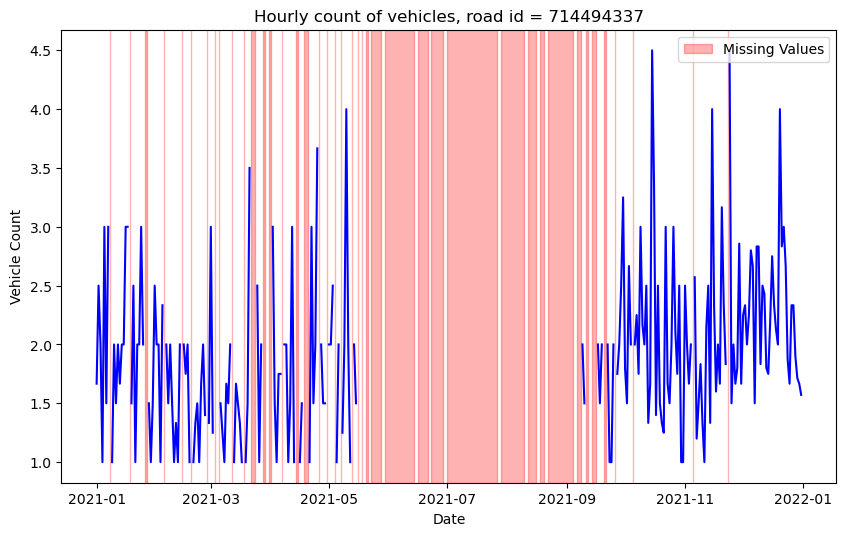 Hourly count of vehicles, road id = 714494337
Missing Values
Vehicle Count
4.5
4.0
3.5
3.0
2.5
2.0
1.5
1.0
2021-01 2021-03 2021-05 2021-07 2021-09 2021-11 2022-01
Date